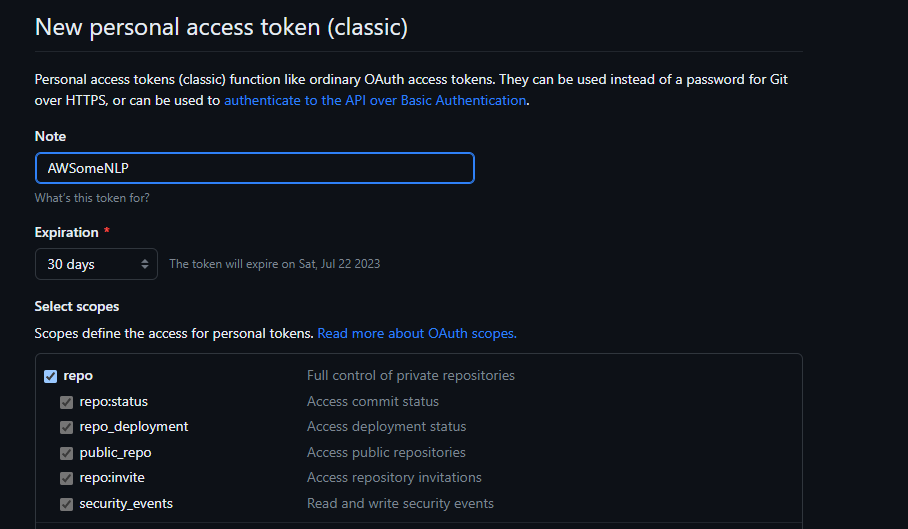 New personal access token (classic)
Personal access tokens (classic) function like ordinary OAuth access tokens. They can be used instead of a password for Git
over HTTPS, or can be used to authenticate to the API over Basic Authentication.
Note
AWSomeNLP
What's this token for?
Expiration *
30 days The token will expire on Sat, Jul 22 2023
Select scopes
Scopes define the access for personal tokens. Read more about OAuth scopes.
repo Full control of private repositories
repo:status Access commit status
repo_deployment Access deployment status
public_repo Access public repositories
repo:invite Access repository invitations
security_events Read and write security events